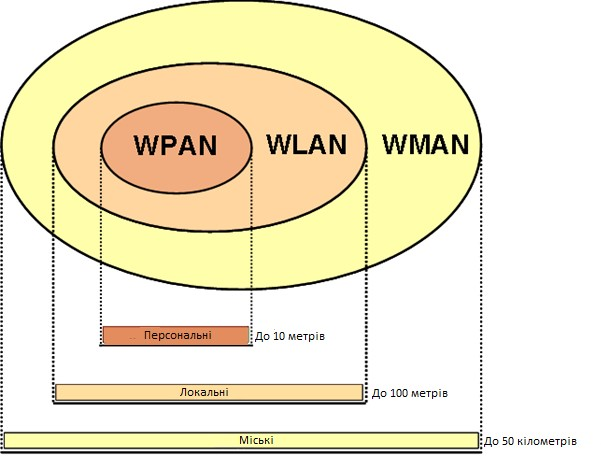 WPAN WLAN WMAN
Персональні До 10 метрів
Локальні До 100 метрів
Міські До 50 кілометрів